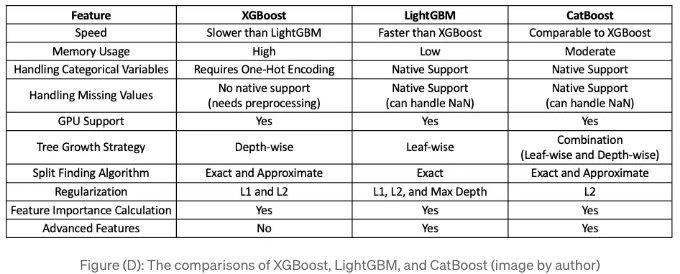 Feature XGBoost LightGBM CatBoost
Speed Slower than LightGBM Faster than XGBoost Comparable to XGBoost
Memory Usage High Low Moderate
Handling Categorical Variables Requires One-Hot Encoding Native Support Native Support
Handling Missing Values No native support (needs preprocessing) Native Support (can handle NaN) Native Support (can handle NaN)
GPU Support Yes Yes Yes
Tree Growth Strategy Depth-wise Leaf-wise Combination (Leaf-wise and Depth-wise)
Split Finding Algorithm Exact and Approximate Exact Exact and Approximate
Regularization L1 and L2 L1, L2, and Max Depth L2
Feature Importance Calculation Yes Yes Yes
Advanced Features No Yes Yes
Figure (D): The comparisons of XGBoost, LightGBM, and CatBoost (image by author)